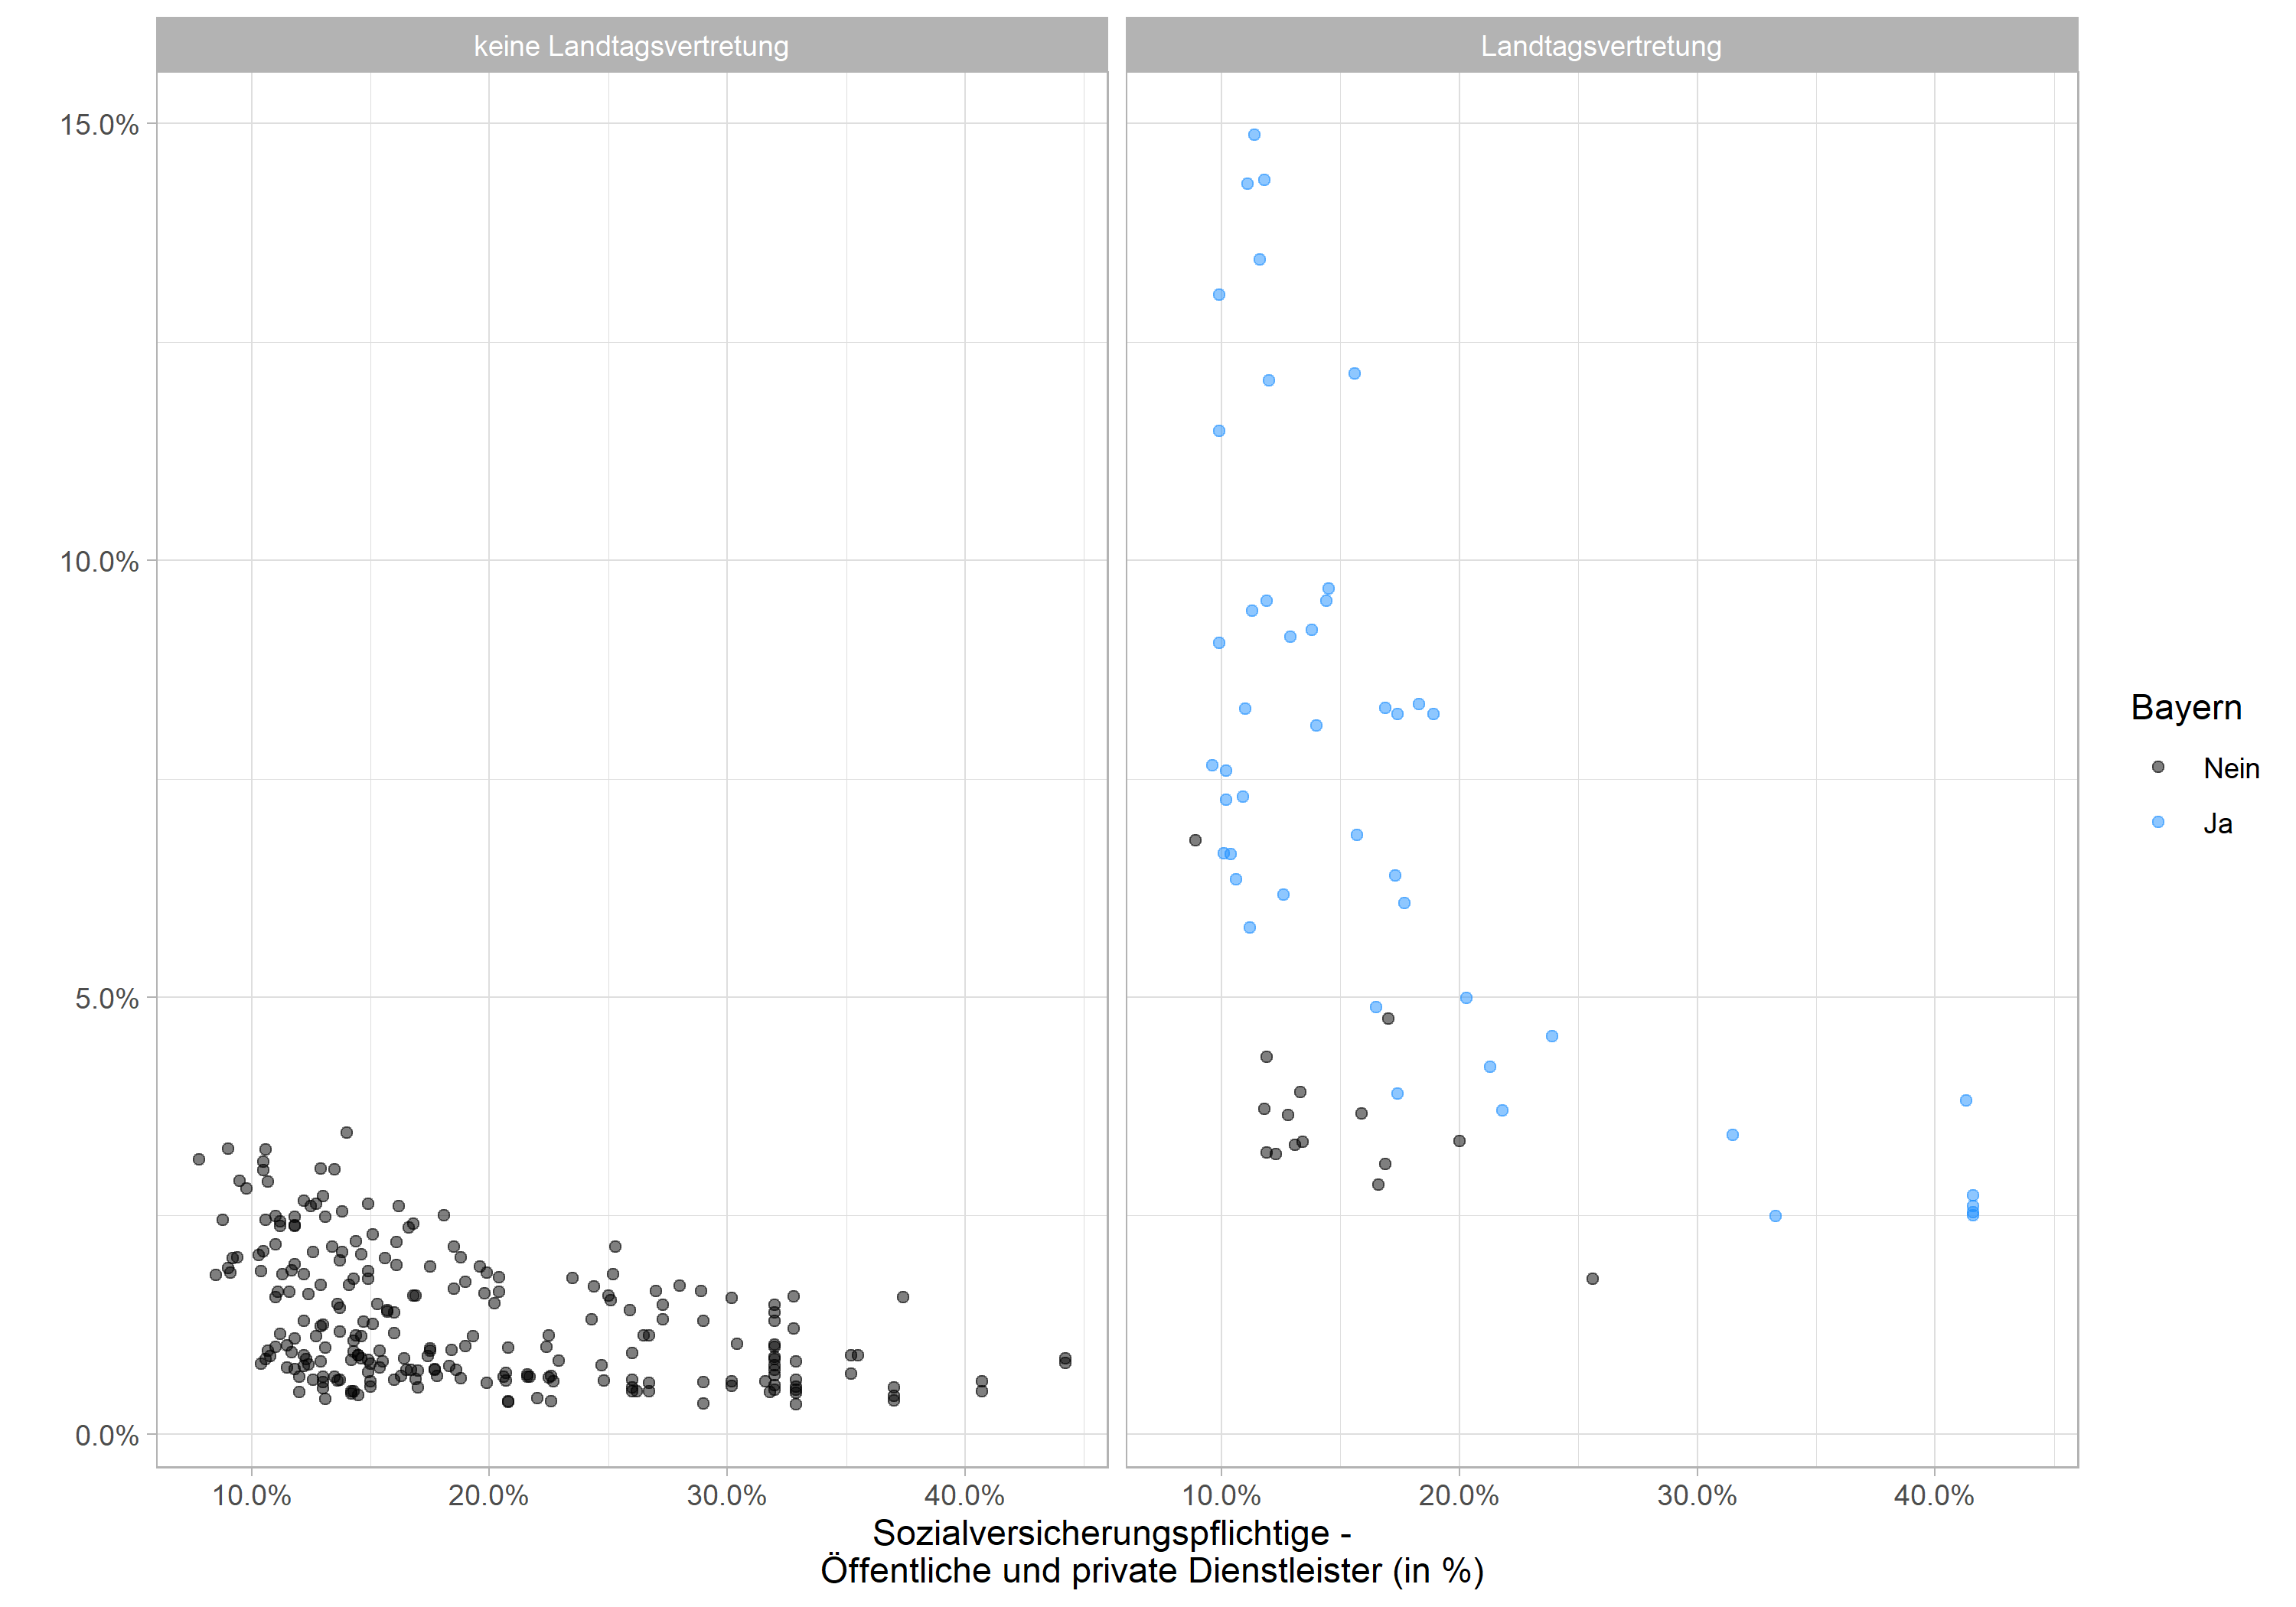 keine Landtagsvertretung
Landtagsvertretung
15.0%
10.0%
5.0%
0.0%
10.0%
20.0%
30.0%
40.0%
10.0%
20.0%
30.0%
40.0%
Sozialversicherungspflichtige -
Öffentliche und private Dienstleister (in %)
Bayern
Nein
Ja